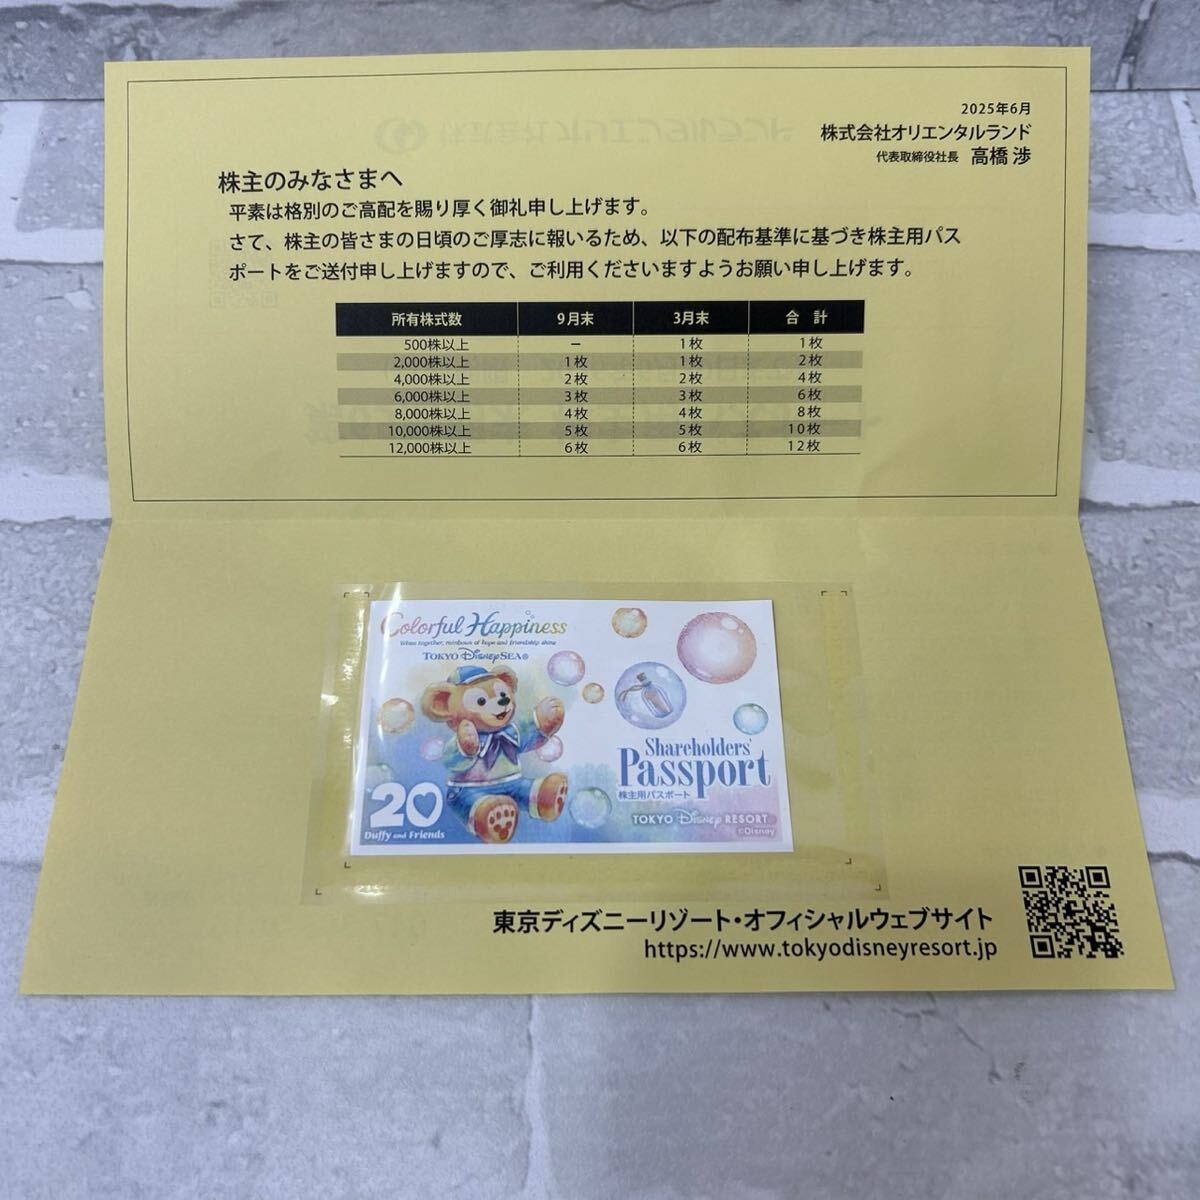 2025年6月
株式会社オリエンタルランド
代表取締役社長 高橋 渉
株主のみなさまへ
平素は格別のご高配を賜り厚く御礼申し上げます。
さて、株主の皆さまの日頃のご厚志に報いるため、以下の配布基準に基づき株主用パス
ポートをご送付申し上げますので、ご利用くださいますようお願い申し上げます。
所有株式数 9月末 3月末 合計
500株以上 － 1枚 1枚
2,000株以上 1枚 1枚 2枚
4,000株以上 2枚 2枚 4枚
6,000株以上 3枚 3枚 6枚
8,000株以上 4枚 4枚 8枚
10,000株以上 5枚 5枚 10枚
12,000株以上 6枚 6枚 12枚
Colorful Happiness
When together, rainbows of hope and friendship shine
TOKYO DisneySEA®
Shareholders'
Passport
株主用パスポート
20
Duffy and Friends
TOKYO Disney RESORT
©Disney
東京ディズニーリゾート・オフィシャルウェブサイト
https://www.tokyodisneyresort.jp